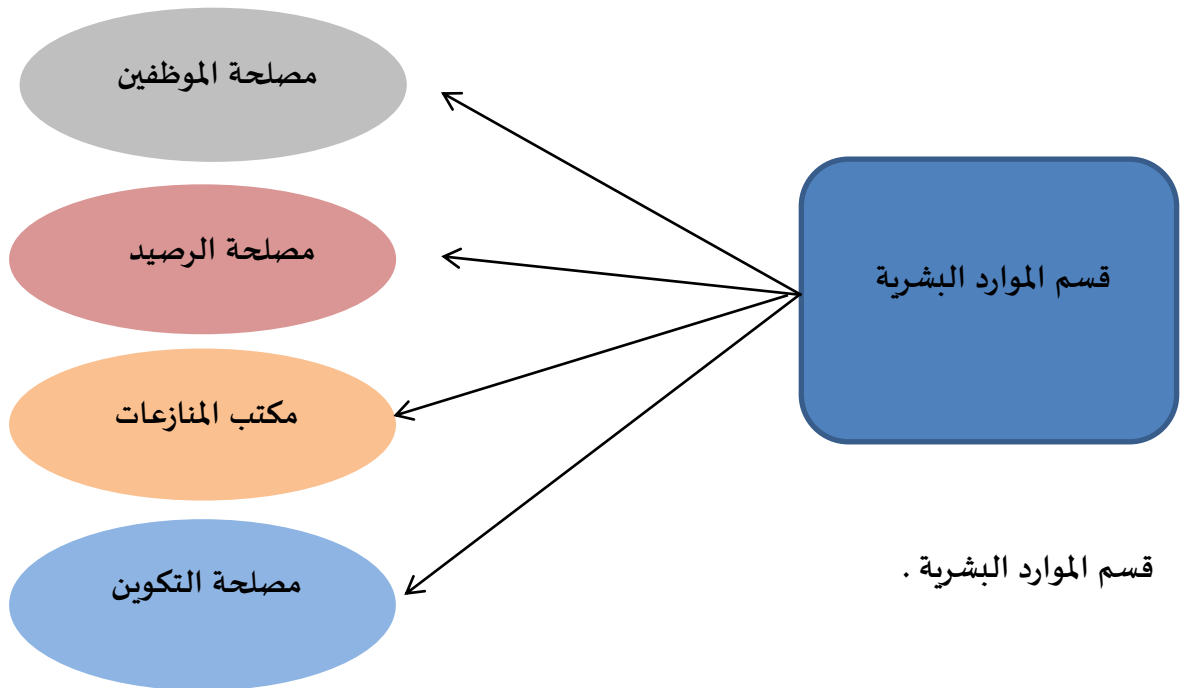 قسم الموارد البشرية
مصلحة الموظفين
مصلحة الرصيد
مكتب المنازعات
مصلحة التكوين
قسم الموارد البشرية .